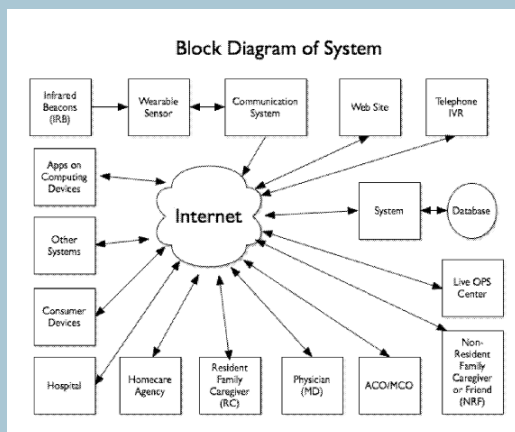 Block Diagram of System
Infrared
Beacons
(IRB)
Wearable
Sensor
Communication
System
Web Site
Telephone
IVR
Apps on
Computing
Devices
Internet
System
Database
Other
Systems
Live OPS
Center
Consumer
Devices
Hospital
Homecare
Agency
Resident
Family
Caregiver
(RC)
Physician
(MD)
ACO/MCO
Non-
Resident
Family
Caregiver
or Friend
(NRF)